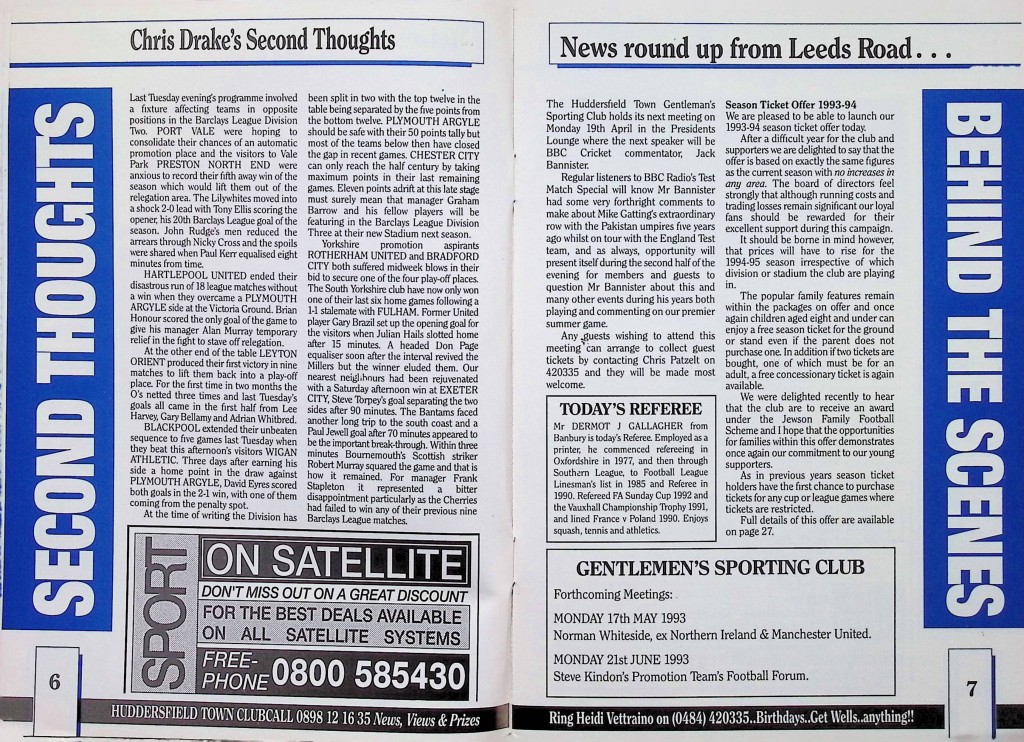 Chris Drake's Second Thoughts
SECOND THOUGHTS
Last Tuesday evening's programme involved
a fixture affecting teams in opposite
positions in the Barclays League Division
Two. PORT VALE were hoping to
consolidate their chances of an automatic
promotion place and the visitors to Vale
Park PRESTON NORTH END were
anxious to record their fifth away win of the
season which would lift them out of the
relegation area. The Lilywhites moved into
a shock 2-0 lead with Tony Ellis scoring the
opener, his 20th Barclays League goal of the
season. John Rudge's men reduced the
arrears through Nicky Cross and the spoils
were shared when Paul Kerr equalised eight
minutes from time.
HARTLEPOOL UNITED ended their
disastrous run of 18 league matches without
a win when they overcame a PLYMOUTH
ARGYLE side at the Victoria Ground. Brian
Honour scored the only goal of the game to
give his manager Alan Murray temporary
relief in the fight to stave off relegation.
At the other end of the table LEYTON
ORIENT produced their first victory in nine
matches to lift them back into a play-off
place. For the first time in two months the
O's netted three times and last Tuesday's
goals all came in the first half from Lee
Harvey, Gary Bellamy and Adrian Whitbred.
BLACKPOOL extended their unbeaten
sequence to five games last Tuesday when
they beat this afternoon's visitors WIGAN
ATHLETIC. Three days after earning his
side a home point in the draw against
PLYMOUTH ARGYLE, David Eyres scored
both goals in the 2-1 win, with one of them
coming from the penalty spot.
At the time of writing the Division has
been split in two with the top twelve in the
table being separated by the five points from
the bottom twelve. PLYMOUTH ARGYLE
should be safe with their 50 points tally but
most of the teams below then have closed
the gap in recent games. CHESTER CITY
can only reach the half century by taking
maximum points in their last remaining
games. Eleven points adrift at this late stage
must surely mean that manager Graham
Barrow and his fellow players will be
featuring in the Barclays League Division
Three at their new Stadium next season.
Yorkshire promotion aspirants
ROTHERHAM UNITED and BRADFORD
CITY both suffered midweek blows in their
bid to secure one of the four play-off places.
The South Yorkshire club have now only won
one of their last six home games following a
1-1 stalemate with FULHAM. Former United
player Gary Brazil set up the opening goal for
the visitors when Julian Hails slotted home
after 15 minutes. A headed Don Page
equaliser soon after the interval revived the
Millers but the winner eluded them. Our
nearest neighbours had been rejuvenated
with a Saturday afternoon win at EXETER
CITY, Steve Torpey's goal separating the two
sides after 90 minutes. The Bantams faced
another long trip to the south coast and a
Paul Jewell goal after 70 minutes appeared to
be the important break-through. Within three
minutes Bournemouth's Scottish striker
Robert Murray squared the game and that is
how it remained. For manager Frank
Stapleton it represented a bitter
disappointment particularly as the Cherries
had failed to win any of their previous nine
Barclays League matches.
SPORT
ON SATELLITE
DON'T MISS OUT ON A GREAT DISCOUNT
FOR THE BEST DEALS AVAILABLE
ON ALL SATELLITE SYSTEMS
FREE-
PHONE 0800 585430
6
HUDDERSFIELD TOWN CLUBCALL 0898 12 16 35 News, Views & Prizes
News round up from Leeds Road . . .
The Huddersfield Town Gentleman's
Sporting Club holds its next meeting on
Monday 19th April in the Presidents
Lounge where the next speaker will be
BBC Cricket commentator, Jack
Bannister.
Regular listeners to BBC Radio's Test
Match Special will know Mr Bannister
had some very forthright comments to
make about Mike Gatting's extraordinary
row with the Pakistan umpires five years
ago whilst on tour with the England Test
team, and as always, opportunity will
present itself during the second half of the
evening for members and guests to
question Mr Bannister about this and
many other events during his years both
playing and commenting on our premier
summer game.
Any guests wishing to attend this
meeting can arrange to collect guest
tickets by contacting Chris Patzelt on
420335 and they will be made most
welcome.
TODAY'S REFEREE
Mr DERMOT J GALLAGHER from
Banbury is today's Referee. Employed as a
printer, he commenced refereeing in
Oxfordshire in 1977, and then through
Southern League, to Football League
Linesman's list in 1985 and Referee in
1990. Refereed FA Sunday Cup 1992 and
the Vauxhall Championship Trophy 1991,
and lined France v Poland 1990. Enjoys
squash, tennis and athletics.
Season Ticket Offer 1993-94
We are pleased to be able to launch our
1993-94 season ticket offer today.
After a difficult year for the club and
supporters we are delighted to say that the
offer is based on exactly the same figures
as the current season with no increases in
any area. The board of directors feel
strongly that although running costs and
trading losses remain significant our loyal
fans should be rewarded for their
excellent support during this campaign.
It should be borne in mind however,
that prices will have to rise for the
1994-95 season irrespective of which
division or stadium the club are playing
in.
The popular family features remain
within the packages on offer and once
again children aged eight and under can
enjoy a free season ticket for the ground
or stand even if the parent does not
purchase one. In addition if two tickets are
bought, one of which must be for an
adult, a free concessionary ticket is again
available.
We were delighted recently to hear
that the club are to receive an award
under the Jewson Family Football
Scheme and I hope that the opportunities
for families within this offer demonstrates
once again our commitment to our young
supporters.
As in previous years season ticket
holders have the first chance to purchase
tickets for any cup or league games where
tickets are restricted.
Full details of this offer are available
on page 27.
GENTLEMEN'S SPORTING CLUB
Forthcoming Meetings:
MONDAY 17th MAY 1993
Norman Whiteside, ex Northern Ireland & Manchester United.
MONDAY 21st JUNE 1993
Steve Kindon's Promotion Team's Football Forum.
BEHIND THE SCENES
7
Ring Heidi Vettraino on (0484) 420335..Birthdays..Get Wells..anything!!